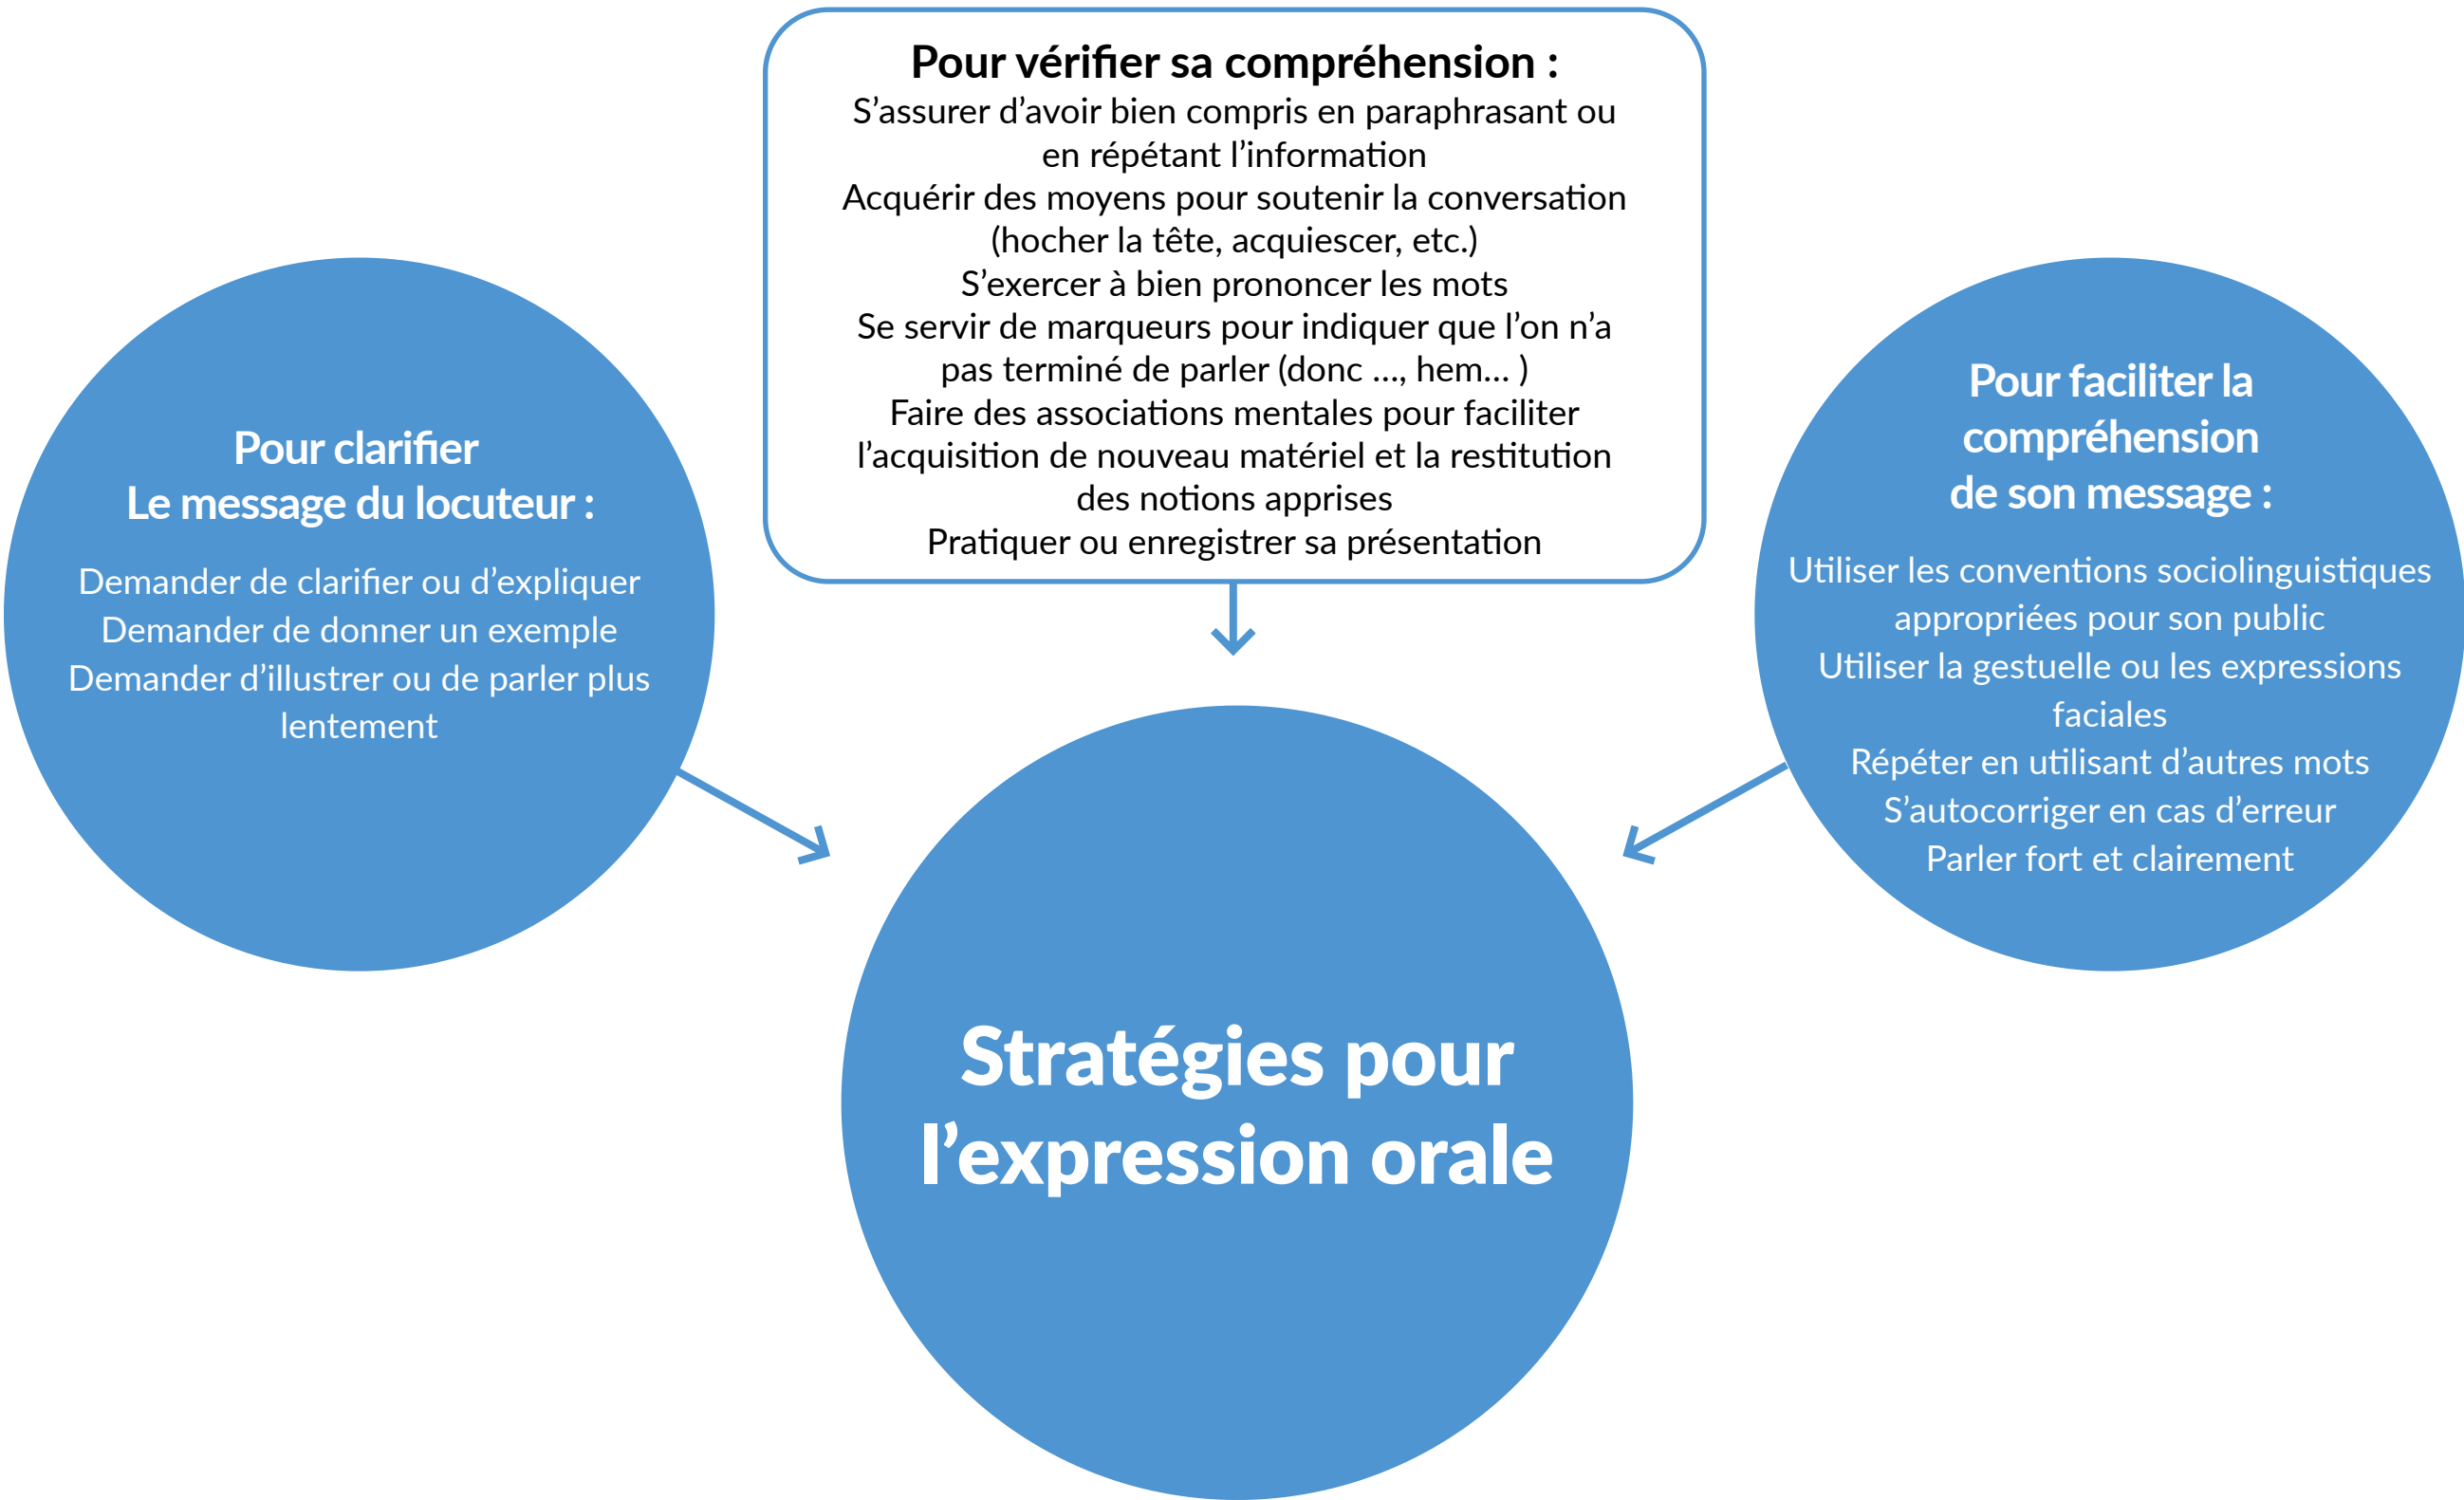 Pour vérifier sa compréhension :
S’assurer d’avoir bien compris en paraphrasant ou
en répétant l’information
Acquérir des moyens pour soutenir la conversation
(hocher la tête, acquiescer, etc.)
S’exercer à bien prononcer les mots
Se servir de marqueurs pour indiquer que l’on n’a
pas terminé de parler (donc …, hem… )
Faire des associations mentales pour faciliter
l’acquisition de nouveau matériel et la restitution
des notions apprises
Pratiquer ou enregistrer sa présentation
Pour clarifier
Le message du locuteur :
Demander de clarifier ou d’expliquer
Demander de donner un exemple
Demander d’illustrer ou de parler plus
lentement
Pour faciliter la
compréhension
de son message :
Utiliser les conventions sociolinguistiques
appropriées pour son public
Utiliser la gestuelle ou les expressions
faciales
Répéter en utilisant d’autres mots
S’autocorriger en cas d’erreur
Parler fort et clairement
Stratégies pour
l’expression orale